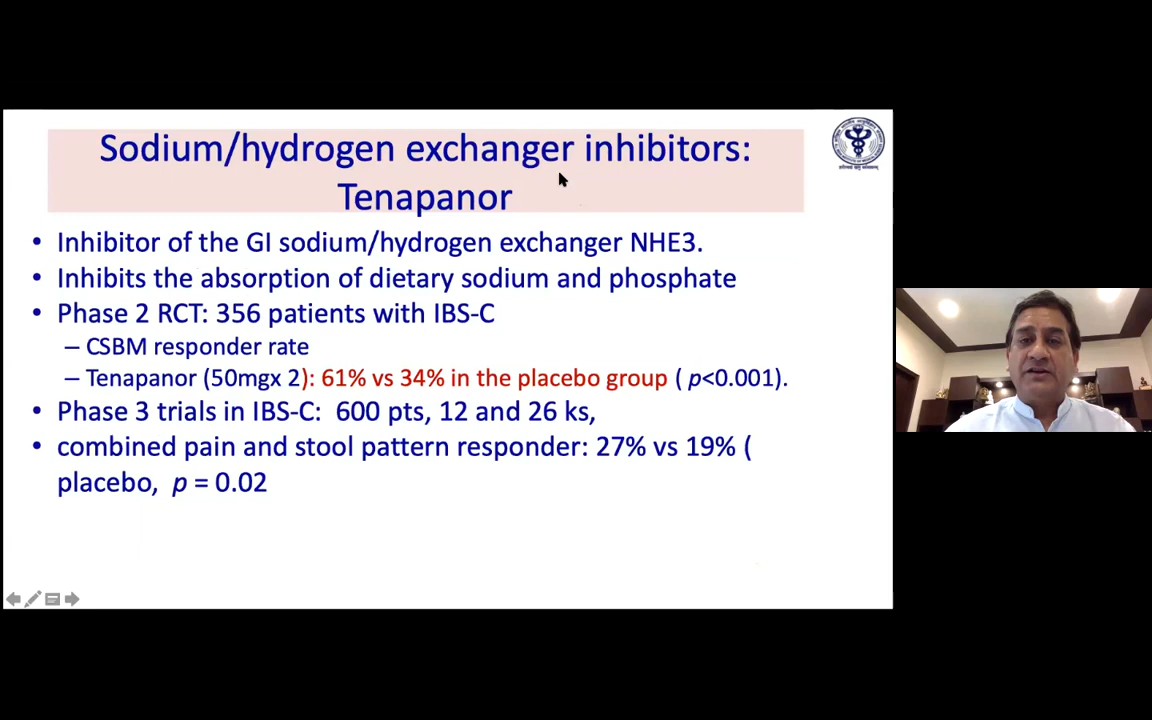 Sodium/hydrogen exchanger inhibitors:
Tenapanor
• Inhibitor of the GI sodium/hydrogen exchanger NHE3.
• Inhibits the absorption of dietary sodium and phosphate
• Phase 2 RCT: 356 patients with IBS-C
– CSBM responder rate
– Tenapanor (50mgx 2): 61% vs 34% in the placebo group ( p<0.001).
• Phase 3 trials in IBS-C: 600 pts, 12 and 26 ks,
• combined pain and stool pattern responder: 27% vs 19% (
placebo, p = 0.02